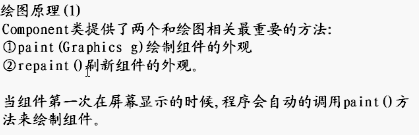 绘图原理(1)
Component类提供了两个和绘图相关最重要的方法:
①paint(Graphics g)绘制组件的外观
②repaint()刷新组件的外观。
当组件第一次在屏幕显示的时候,程序会自动的调用paint()方
法来绘制组件。